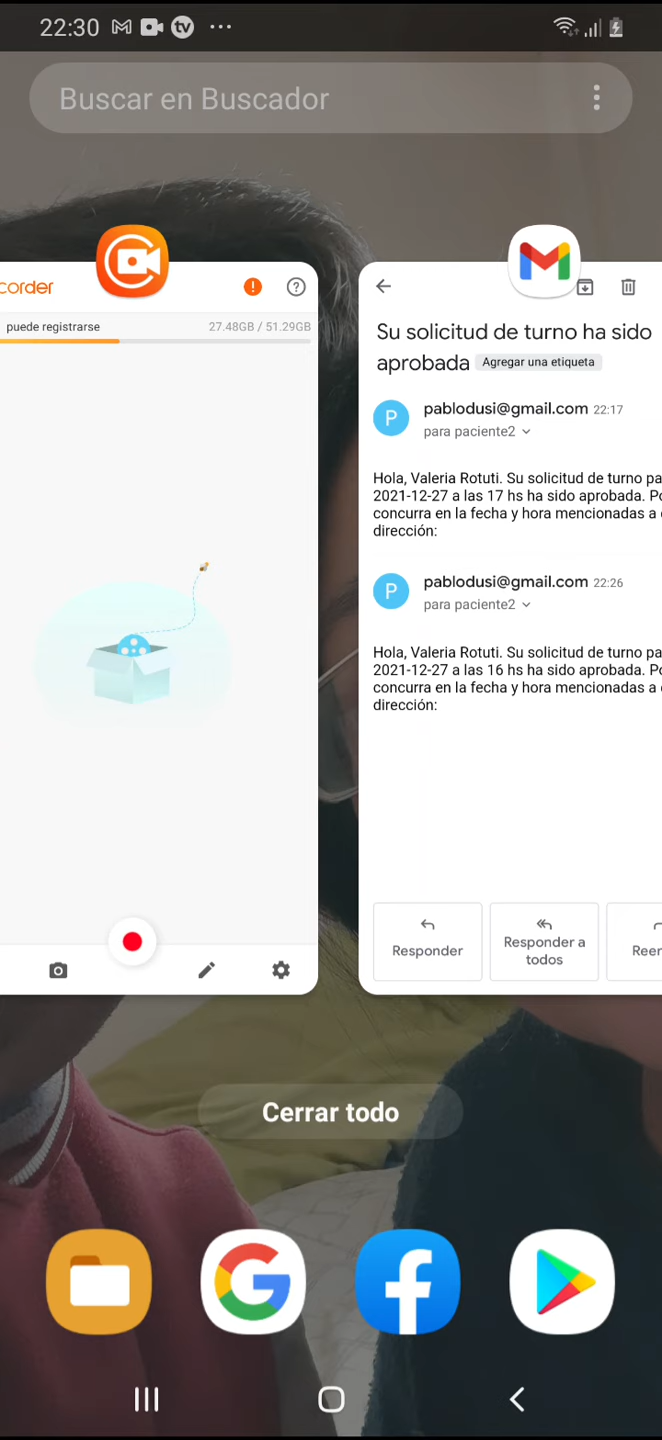 22:30
Buscar en Buscador
corder
puede registrarse 27.48GB / 51.29GB
Su solicitud de turno ha sido
aprobada Agregar una etiqueta
P pablodusi@gmail.com 22:17
para paciente2
Hola, Valeria Rotuti. Su solicitud de turno pa
2021-12-27 a las 17 hs ha sido aprobada. Po
concurra en la fecha y hora mencionadas a
dirección:
P pablodusi@gmail.com 22:26
para paciente2
Hola, Valeria Rotuti. Su solicitud de turno pa
2021-12-27 a las 16 hs ha sido aprobada. Po
concurra en la fecha y hora mencionadas a
dirección:
Responder
Responder a
todos
Reen
Cerrar todo